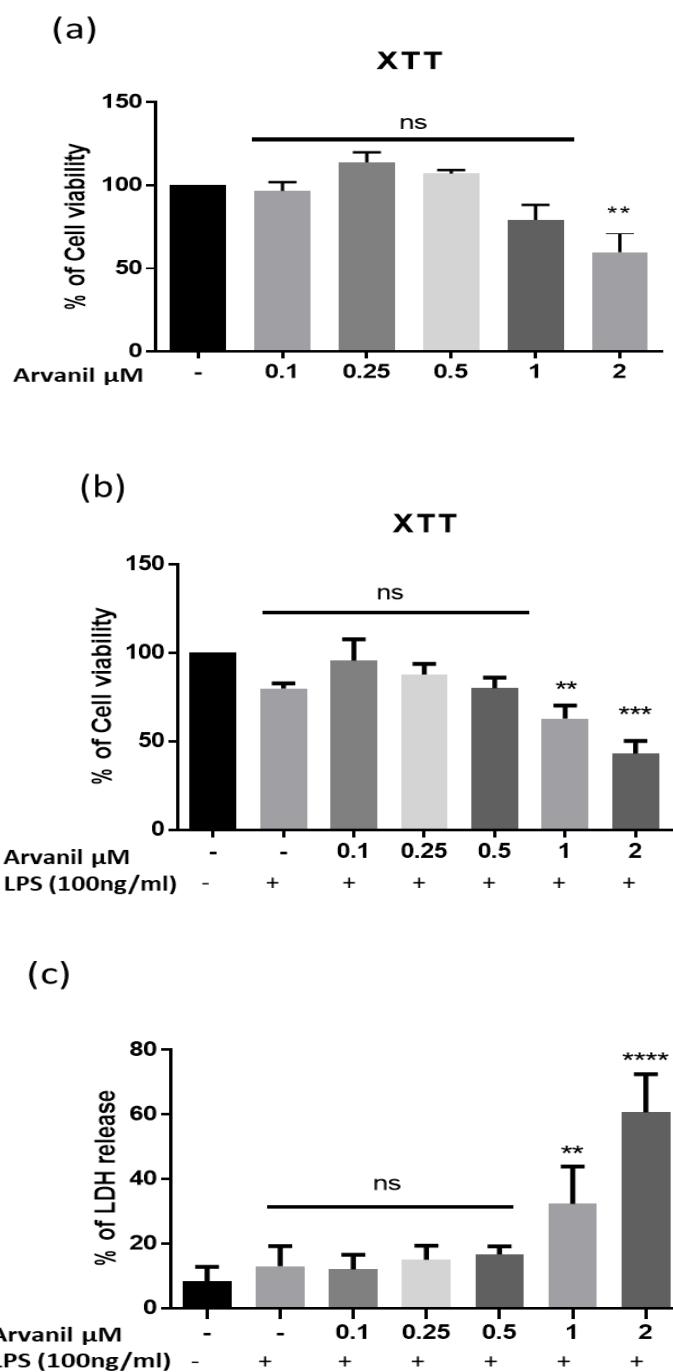 (a)
XTT
% of Cell viability
150
100
50
0
ns
**
Arvanil µM - 0.1 0.25 0.5 1 2
(b)
XTT
% of Cell viability
150
100
50
0
ns
**
***
Arvanil µM - - 0.1 0.25 0.5 1 2
LPS (100ng/ml) - + + + + + +
(c)
% of LDH release
80
60
40
20
0
ns
**
****
Arvanil µM - - 0.1 0.25 0.5 1 2
LPS (100ng/ml) - + + + + + +